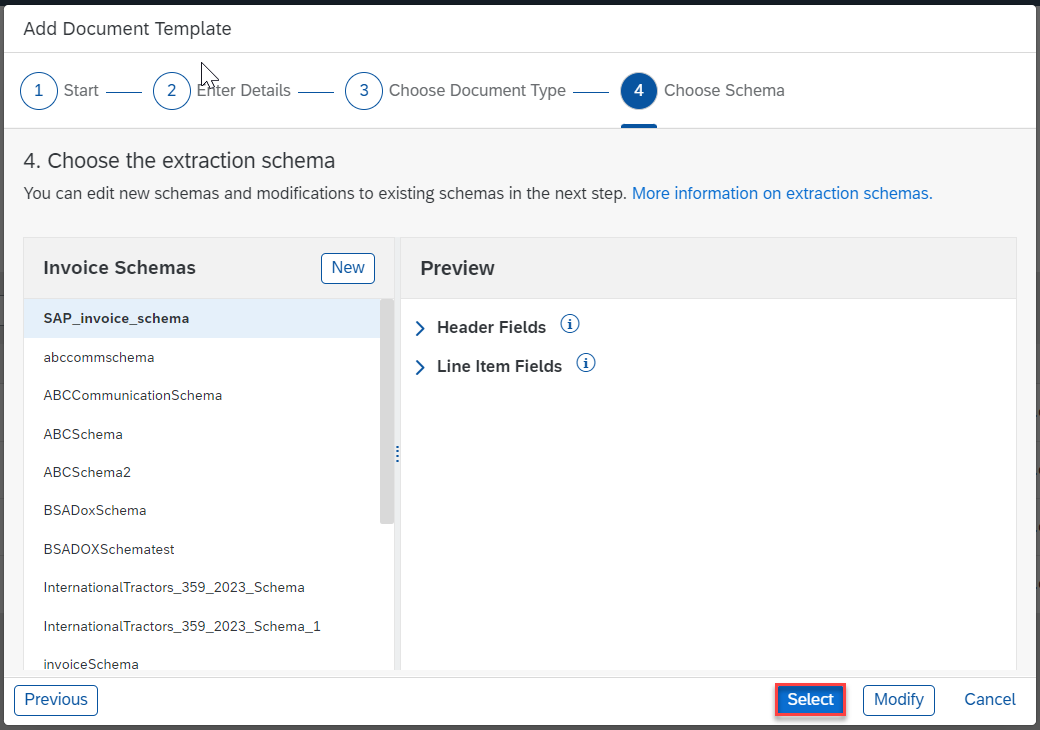 Add Document Template
1 Start 2 Enter Details 3 Choose Document Type 4 Choose Schema
4. Choose the extraction schema
You can edit new schemas and modifications to existing schemas in the next step. More information on extraction schemas.
Invoice Schemas New
Preview
SAP_invoice_schema
abccommschema
ABCCommunicationSchema
ABCSchema
ABCSchema2
BSADoxSchema
BSADOXSchematest
InternationalTractors_359_2023_Schema
InternationalTractors_359_2023_Schema_1
invoiceSchema
Header Fields
Line Item Fields
Previous Select Modify Cancel